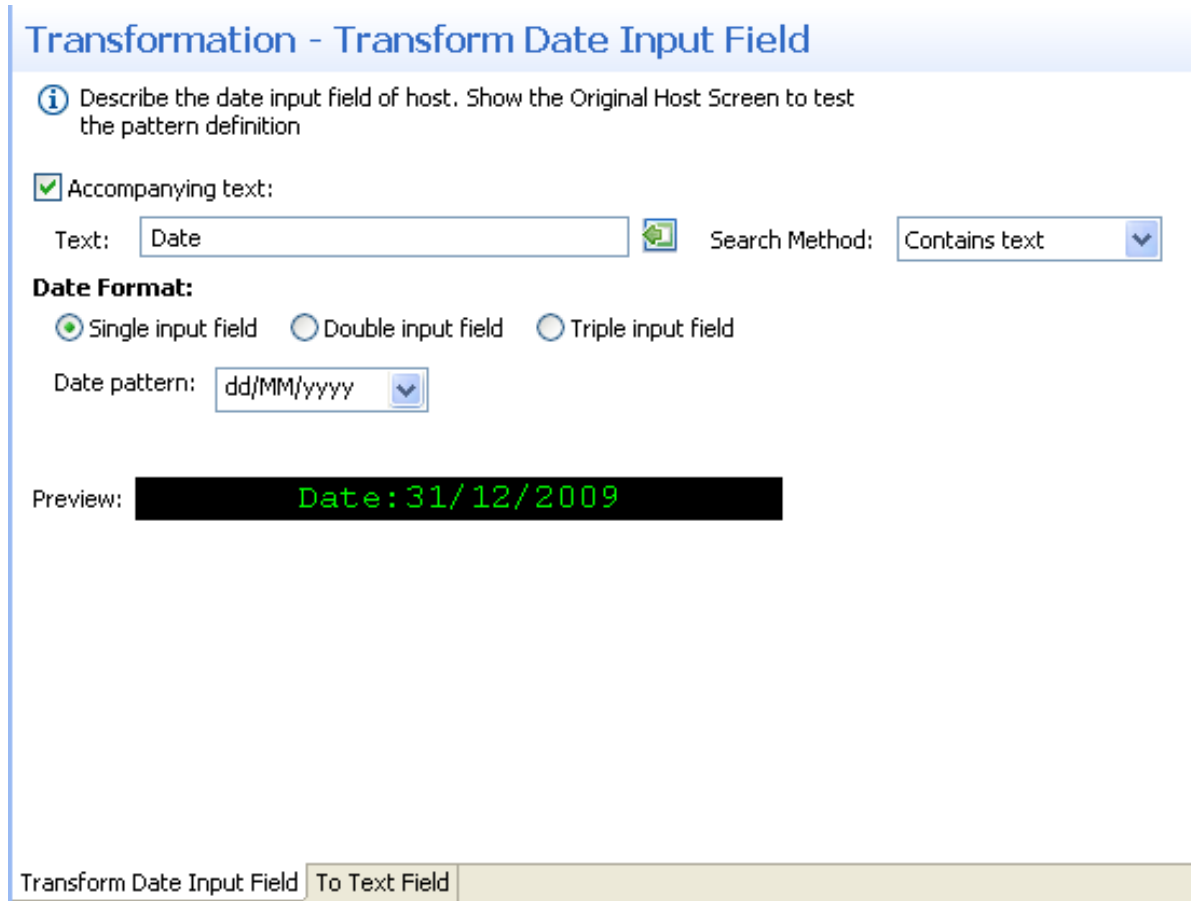 Transformation - Transform Date Input Field
Describe the date input field of host. Show the Original Host Screen to test
the pattern definition
Accompanying text:
Text: Date Search Method: Contains text
Date Format:
Single input field Double input field Triple input field
Date pattern: dd/MM/yyyy
Preview: Date:31/12/2009
Transform Date Input Field To Text Field